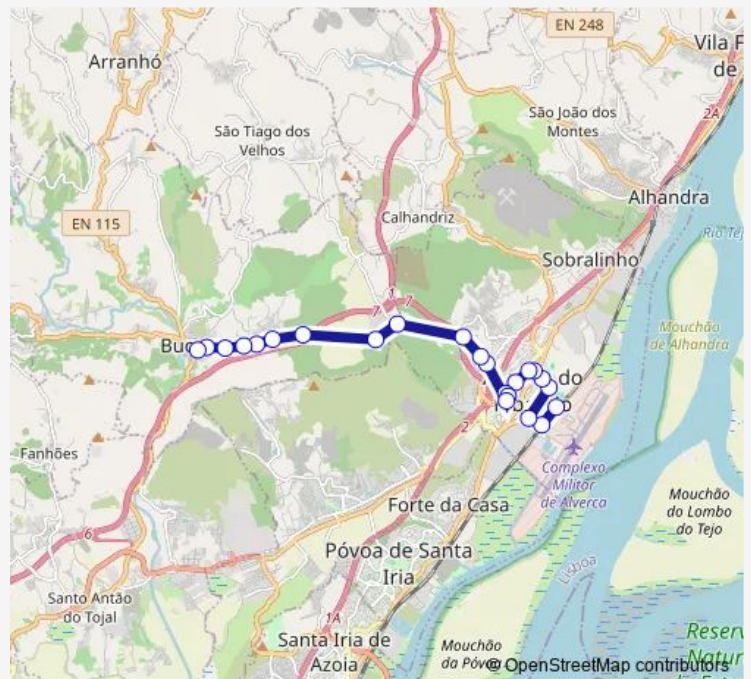 EN 248
Vila F
de
Arranhó
2A
São Tiago dos
Velhos
São João dos
Montes
Alhandra
Calhandriz
EN 115
Rio Tej
Sobralinho
1
7
7
Mouchão
de Alhandra
Buc
do
2
Fanhões
Complexo
Militar
de Alverca
Forte da Casa
Mouchão
do Lombo
do Tejo
6
Póvoa de Santa
Iria
Lisboa
Santo Antão
do Tojal
1A
Santa Iria de
Azoia
Mouchão
da Póvo
Reserv
Natur
© OpenStreetMap contributors